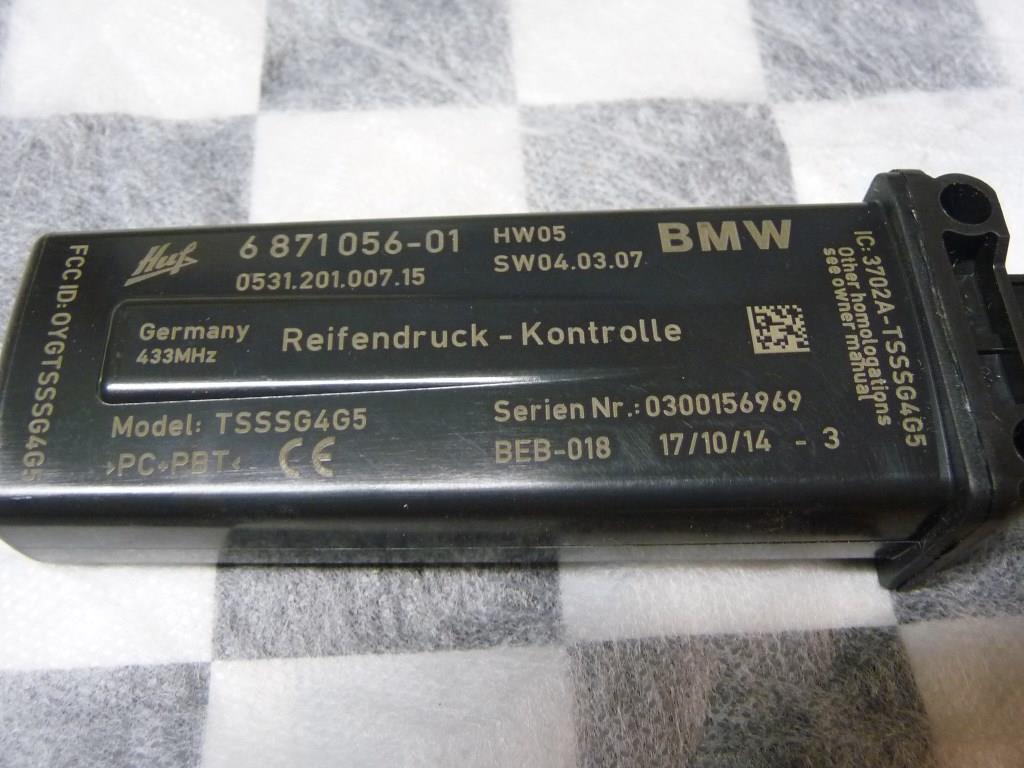 FCC ID:OYGTSSSG4G5
Huf
6 871 056-01
0531.201.007.15
HW05
SW04.03.07
BMW
Germany
433MHz
Reifendruck - Kontrolle
Model: TSSSG4G5
>PC+PBT<
CE
Serien Nr.: 0300156969
BEB-018 17/10/14 - 3
IC:3702A-TSSSG4G5
Other homologations
see owner manual